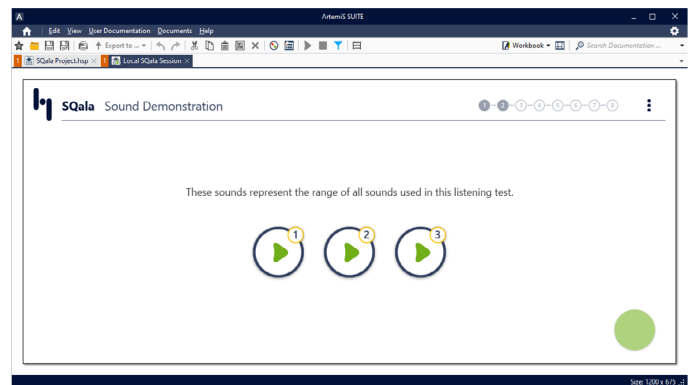 A ArtemiS SUITE
Edit View User Documentation Documents Help
Export to ... Workbook Search Documentation ...
1 SQala Project.hsp × 1 Local SQala Session ×
SQala Sound Demonstration 1 2 3 4 5 6 7 8
These sounds represent the range of all sounds used in this listening test.
1 2 3
Size: 1200 x 675